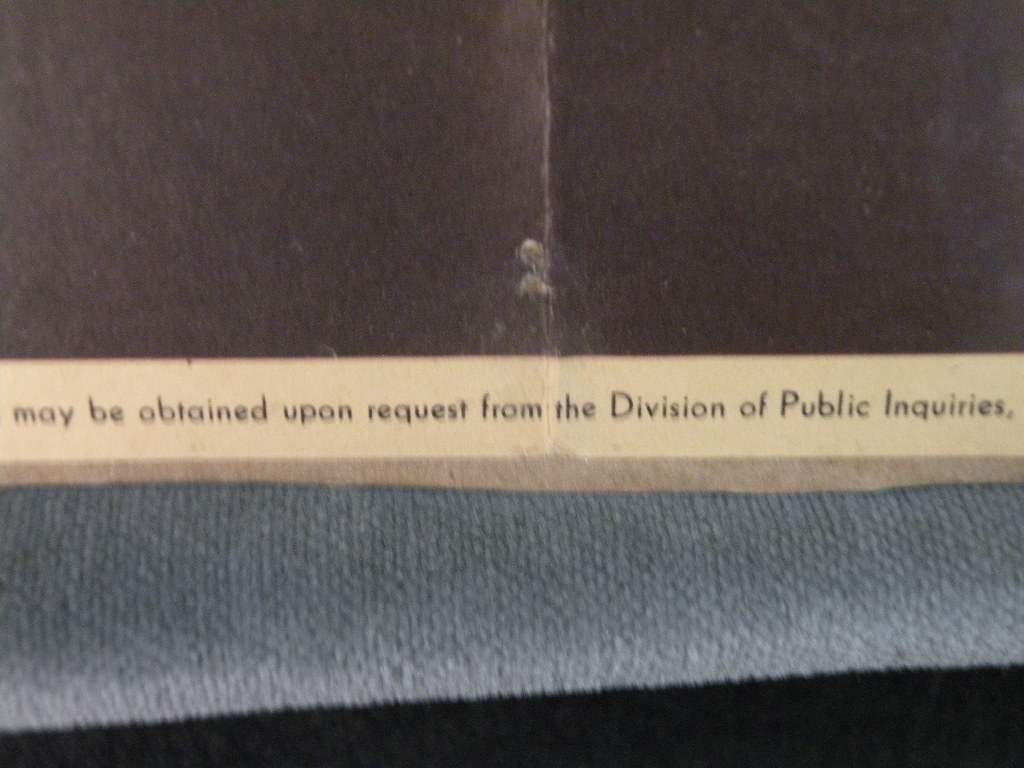 may be obtained upon request from the Division of Public Inquiries,